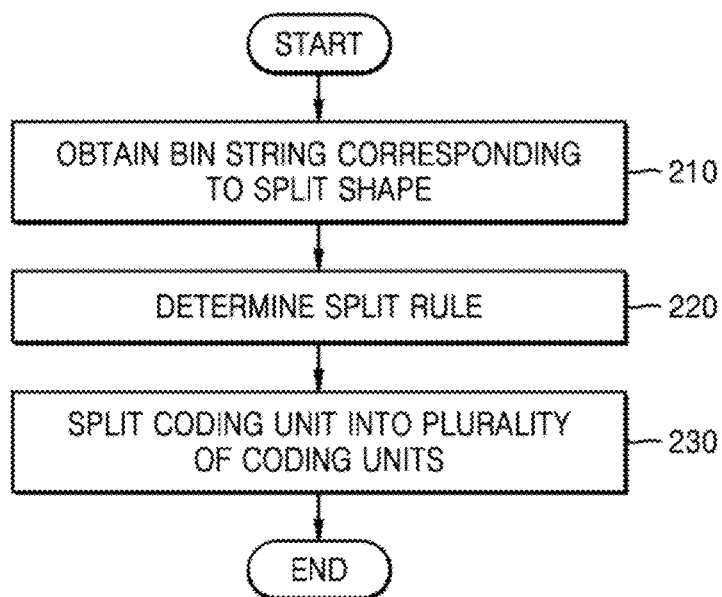 START
OBTAIN BIN STRING CORRESPONDING
TO SPLIT SHAPE
210
DETERMINE SPLIT RULE
220
SPLIT CODING UNIT INTO PLURALITY
OF CODING UNITS
230
END